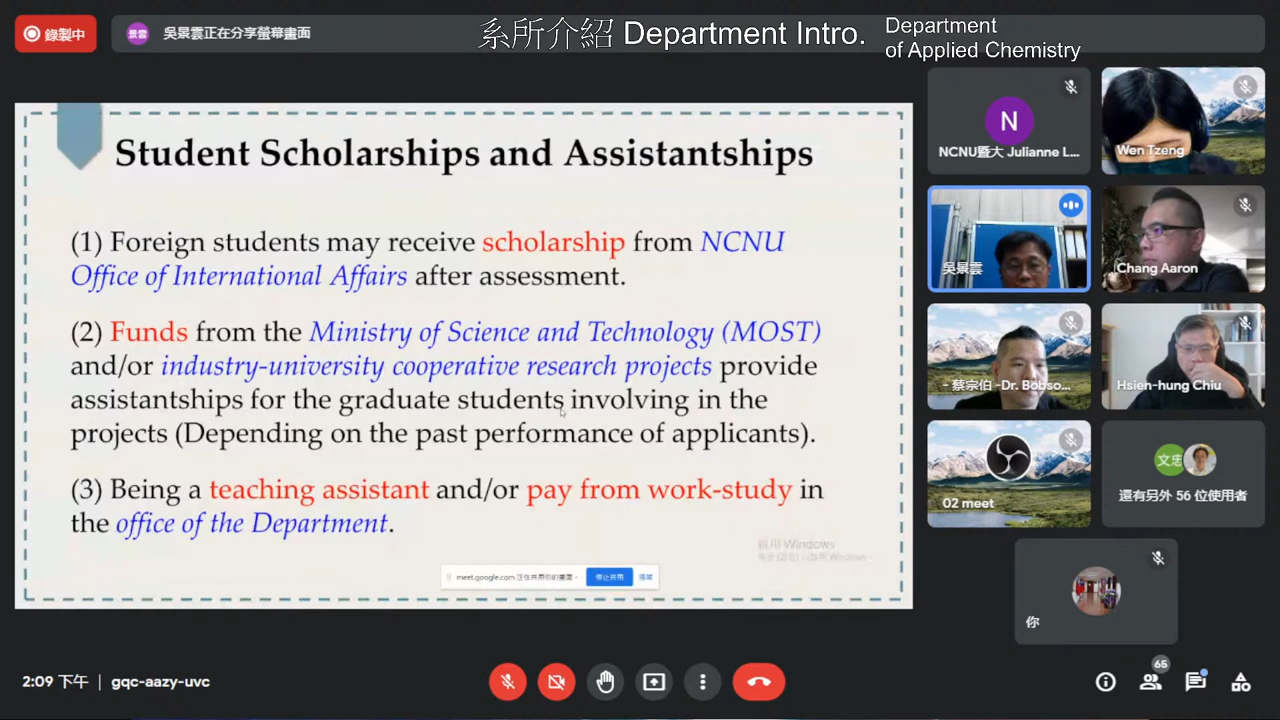 錄製中
景雲
吳景雲正在分享螢幕畫面
系所介紹 Department Intro.
Department
of Applied Chemistry
Student Scholarships and Assistantships
(1) Foreign students may receive scholarship from NCNU
Office of International Affairs after assessment.
(2) Funds from the Ministry of Science and Technology (MOST)
and/or industry-university cooperative research projects provide
assistantships for the graduate students involving in the
projects (Depending on the past performance of applicants).
(3) Being a teaching assistant and/or pay from work-study in
the office of the Department.
啟用 Windows
meet.google.com 正在共用你的畫面。
停止共用
隱藏
N
NCNU暨大 Julianne L...
Wen Tzeng
吳景雲
Chang Aaron
- 蔡宗伯 -Dr. Bobso...
Hsien-hung Chiu
02 meet
文忠
還有另外 56 位使用者
你
2:09 下午 | gqc-aazy-uvc
65